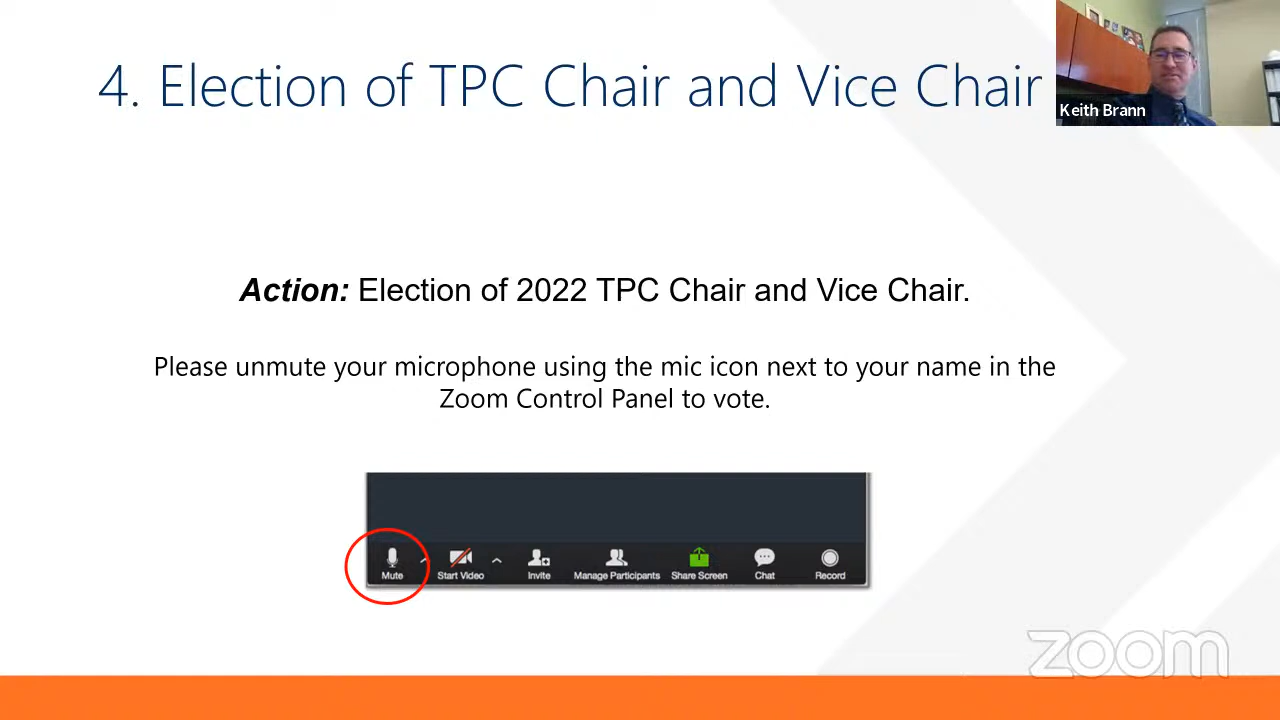 4. Election of TPC Chair and Vice Chair
Keith Brann
Action: Election of 2022 TPC Chair and Vice Chair.
Please unmute your microphone using the mic icon next to your name in the
Zoom Control Panel to vote.
Mute Start Video Invite Manage Participants Share Screen Chat Record
zoom